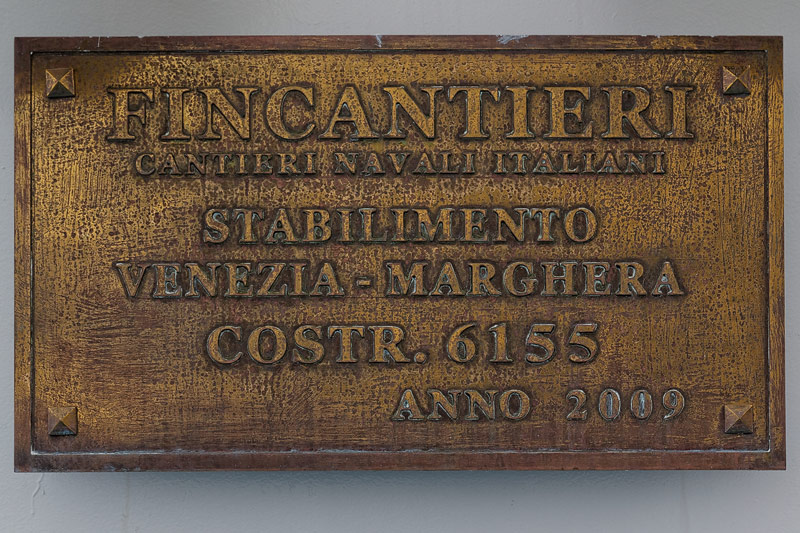 FINCANTIERI
CANTIERI NAVALI ITALIANI
STABILIMENTO
VENEZIA - MARGHERA
COSTR. 6155
ANNO 2009